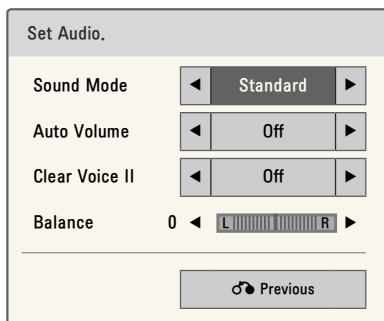 Set Audio.
Sound Mode ◄ Standard ►
Auto Volume ◄ Off ►
Clear Voice II ◄ Off ►
Balance 0 ◄ L R ►
Previous